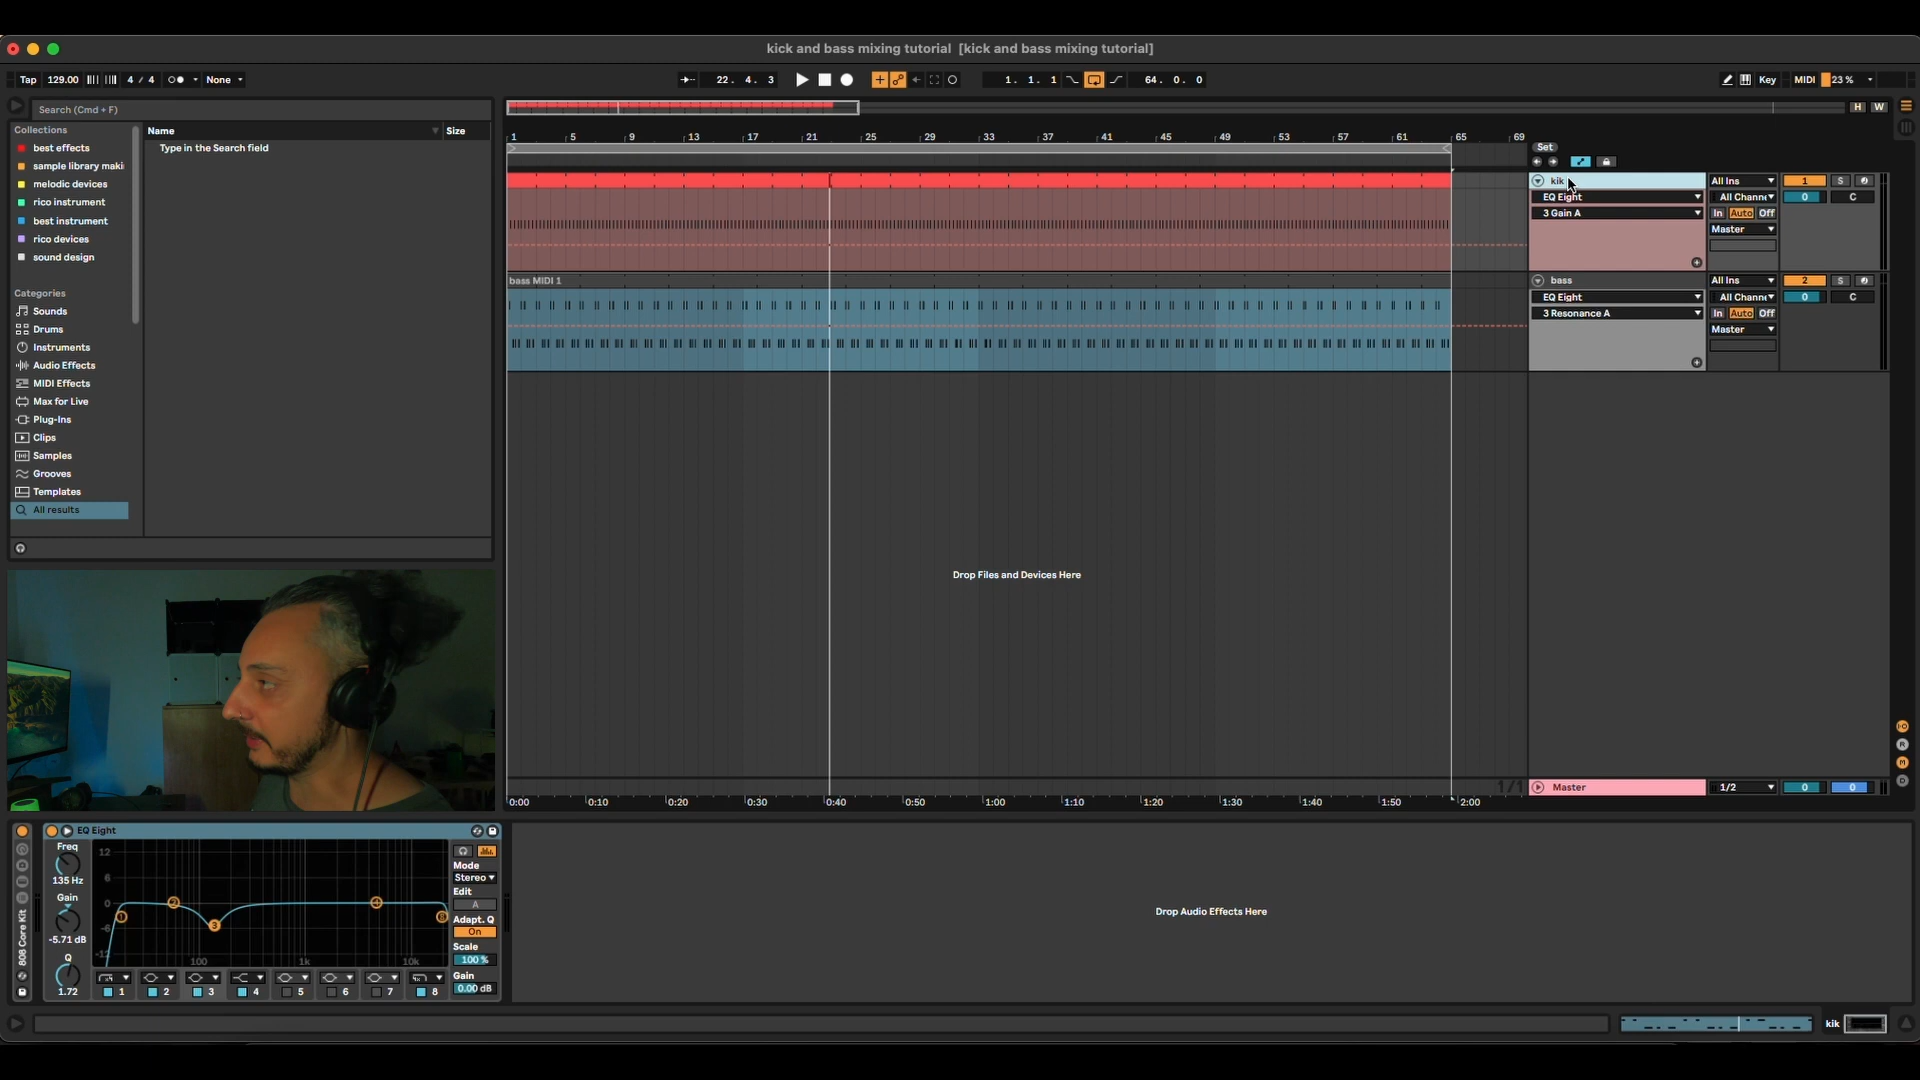 kick and bass mixing tutorial [kick and bass mixing tutorial]
Tap 129.00 4 / 4 None 22. 4. 3 1. 1. 1 64. 0. 0 Key MIDI 23 %
Search (Cmd + F)
H W
Collections
Name Size
best effects
Type in the Search field
sample library maki
melodic devices
rico instrument
best instrument
rico devices
sound design
Categories
Sounds
Drums
Instruments
Audio Effects
MIDI Effects
Max for Live
Plug-Ins
Clips
Samples
Grooves
Templates
All results
1 5 9 13 17 21 25 29 33 37 41 45 49 53 57 61 65 69
Set
kik All Ins 1 S
EQ Eight All Channe 0 C
3 Gain A In Auto Off
Master
bass MIDI 1
bass All Ins 2 S
EQ Eight All Channe 0 C
3 Resonance A In Auto Off
Master
Drop Files and Devices Here
1/1
Master 1/2 0 0
0:00 0:10 0:20 0:30 0:40 0:50 1:00 1:10 1:20 1:30 1:40 1:50 2:00
R
M
D
808 Core Kit
EQ Eight
Freq
135 Hz
Gain
-5.71 dB
Q
1.72
12
6
0
-6
-12
100 1k 10k
1 2 3 4 8
1 2 3 4 5 6 7 8
Mode
Stereo
Edit
A
Adapt. Q
On
Scale
100 %
Gain
0.00 dB
Drop Audio Effects Here
kik